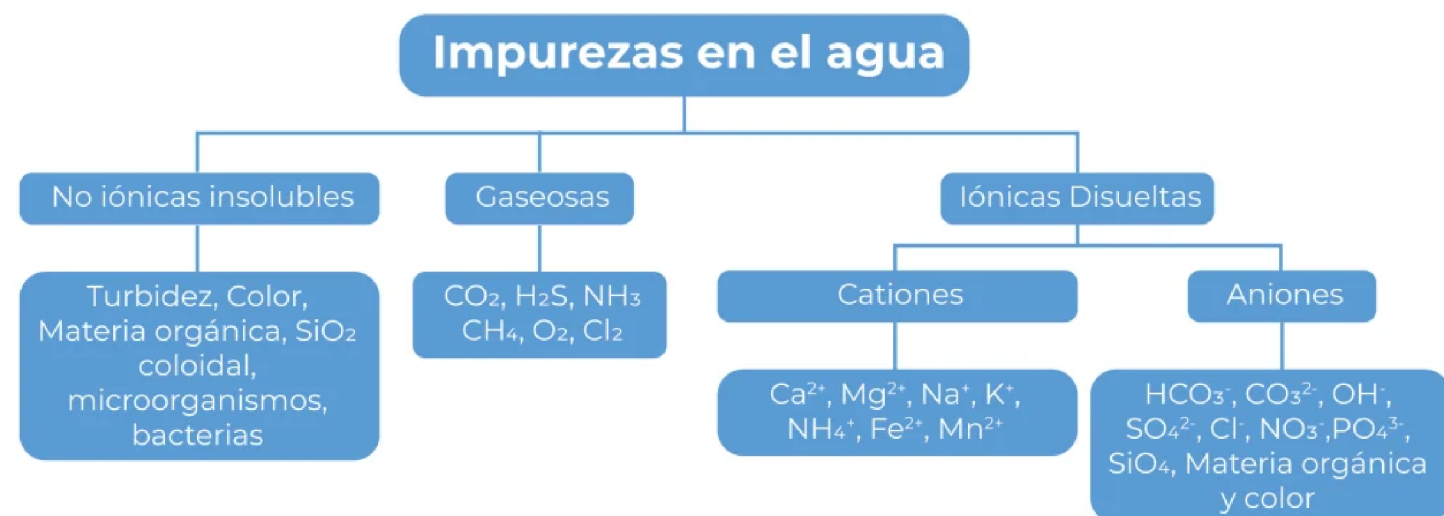 Impurezas en el agua
No iónicas insolubles
Turbidez, Color,
Materia orgánica, SiO₂
coloidal,
microorganismos,
bacterias
Gaseosas
CO₂, H₂S, NH₃
CH₄, O₂, Cl₂
Iónicas Disueltas
Cationes
Ca²⁺, Mg²⁺, Na⁺, K⁺,
NH₄⁺, Fe²⁺, Mn²⁺
Aniones
HCO₃⁻, CO₃²⁻, OH⁻,
SO₄²⁻, Cl⁻, NO₃⁻,PO₄³⁻,
SiO₄, Materia orgánica
y color